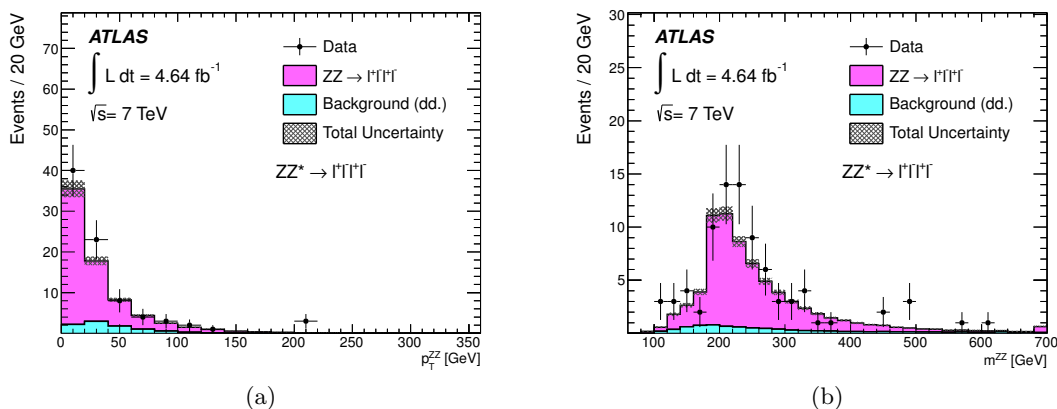 Events / 20 GeV
70
60
50
40
30
20
10
ATLAS
∫ L dt = 4.64 fb⁻¹
√s= 7 TeV
Data
ZZ → l⁺l⁻l⁺l⁻
Background (dd.)
Total Uncertainty
ZZ* → l⁺l⁻l⁺l⁻
0 50 100 150 200 250 300 350
p_T^ZZ [GeV]
(a)
Events / 20 GeV
30
25
20
15
10
5
ATLAS
∫ L dt = 4.64 fb⁻¹
√s= 7 TeV
Data
ZZ → l⁺l⁻l⁺l⁻
Background (dd.)
Total Uncertainty
ZZ* → l⁺l⁻l⁺l⁻
100 200 300 400 500 600 700
m^ZZ [GeV]
(b)